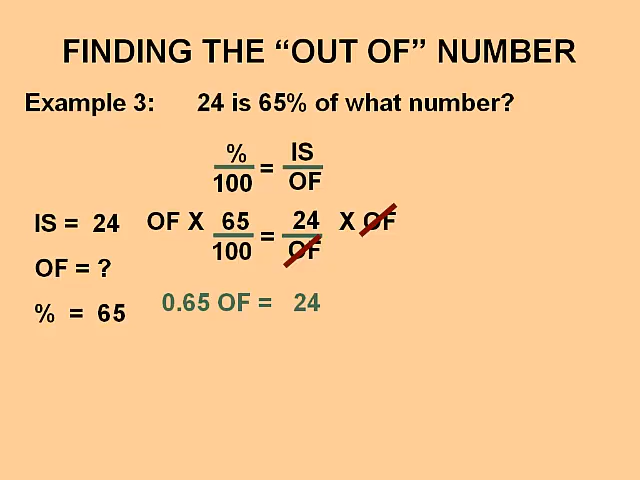 FINDING THE “OUT OF” NUMBER
Example 3: 24 is 65% of what number?
% = IS
100 OF
IS = 24 OF X 65 = 24 X OF
100 OF
OF = ?
% = 65 0.65 OF = 24